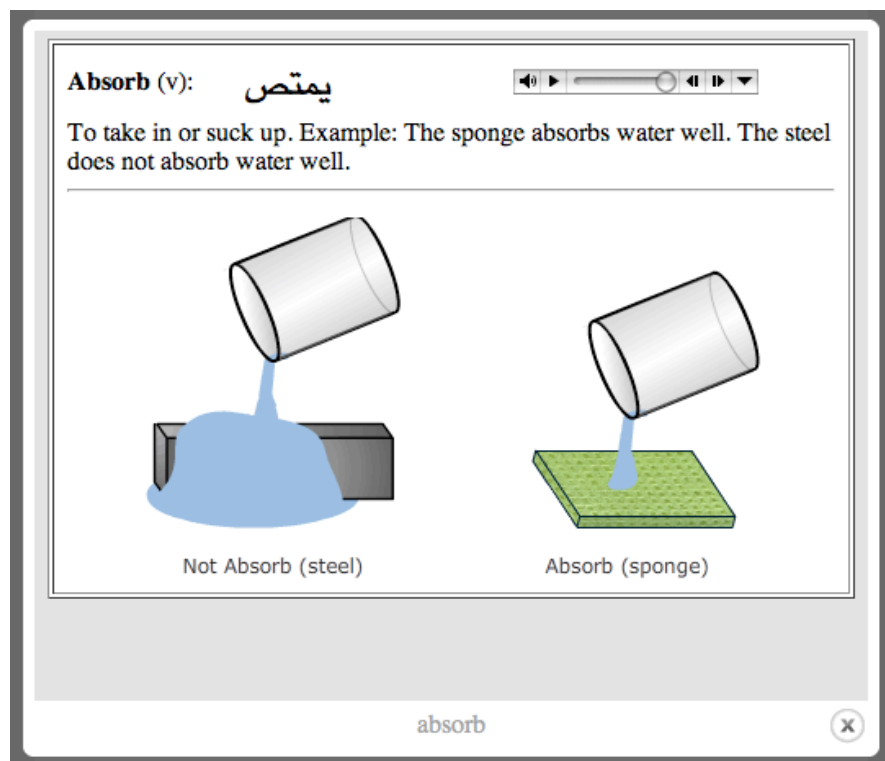 Absorb (v): يمتص
To take in or suck up. Example: The sponge absorbs water well. The steel
does not absorb water well.
Not Absorb (steel)
Absorb (sponge)
absorb
x